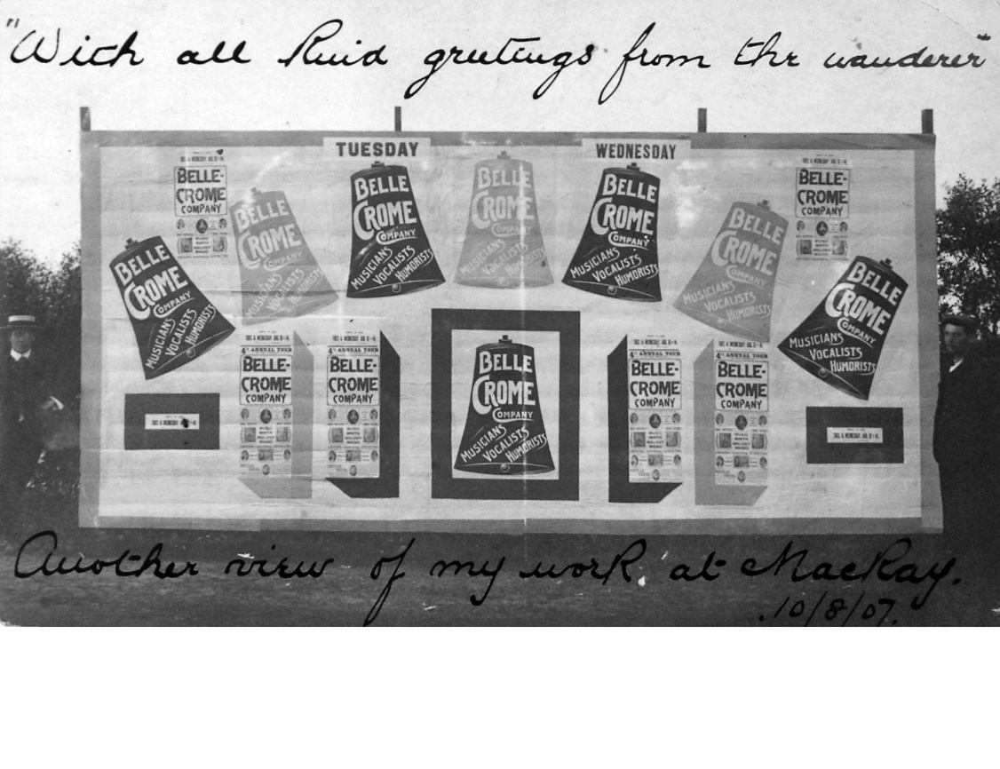 "With all Kind greetings from the wanderer"
TUESDAY
WEDNESDAY
BELLE-
CROME
COMPANY
BELLE
CROME
COMPANY
MUSICIANS
VOCALISTS
HUMORISTS
BELLE
CROME
COMPANY
MUSICIANS
VOCALISTS
HUMORISTS
BELLE
CROME
COMPANY
MUSICIANS
VOCALISTS
HUMORISTS
BELLE
CROME
COMPANY
MUSICIANS
VOCALISTS
HUMORISTS
BELLE
CROME
COMPANY
MUSICIANS
VOCALISTS
HUMORISTS
BELLE-
CROME
COMPANY
BELLE
CROME
COMPANY
MUSICIANS
VOCALISTS
HUMORISTS
BELLE
CROME
COMPANY
MUSICIANS
VOCALISTS
HUMORISTS
4TH ANNUAL TOUR
BELLE-
CROME
COMPANY
4TH ANNUAL TOUR
BELLE-
CROME
COMPANY
BELLE
CROME
COMPANY
MUSICIANS
VOCALISTS
HUMORISTS
4TH ANNUAL TOUR
BELLE-
CROME
COMPANY
4TH ANNUAL TOUR
BELLE-
CROME
COMPANY
Another view of my work. at MacKay.
10/8/07.